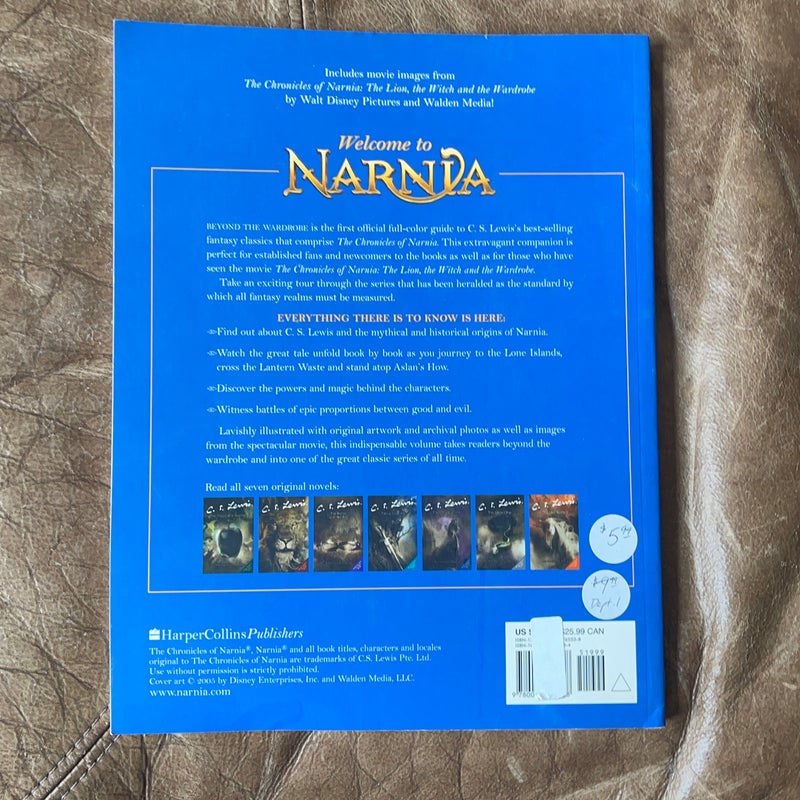 Includes movie images from
The Chronicles of Narnia: The Lion, the Witch and the Wardrobe
by Walt Disney Pictures and Walden Media!
Welcome to
NARNIA
BEYOND THE WARDROBE is the first official full-color guide to C. S. Lewis's best-selling
fantasy classics that comprise The Chronicles of Narnia. This extravagant companion is
perfect for established fans and newcomers to the books as well as for those who have
seen the movie The Chronicles of Narnia: The Lion, the Witch and the Wardrobe.
Take an exciting tour through the series that has been heralded as the standard by
which all fantasy realms must be measured.
EVERYTHING THERE IS TO KNOW IS HERE:
Find out about C. S. Lewis and the mythical and historical origins of Narnia.
Watch the great tale unfold book by book as you journey to the Lone Islands,
cross the Lantern Waste and stand atop Aslan's How.
Discover the powers and magic behind the characters.
Witness battles of epic proportions between good and evil.
Lavishly illustrated with original artwork and archival photos as well as images
from the spectacular movie, this indispensable volume takes readers beyond the
wardrobe and into one of the great classic series of all time.
Read all seven original novels:
C. S. Lewis
C. S. Lewis
C. S. Lewis
C. S. Lewis
C. S. Lewis
C. S. Lewis
C. S. Lewis
$5.99
Dept. 1
HarperCollinsPublishers
The Chronicles of Narnia®, Narnia® and all book titles, characters and locales
original to The Chronicles of Narnia are trademarks of C.S. Lewis Pte. Ltd.
Use without permission is strictly prohibited.
Cover art © 2005 by Disney Enterprises, Inc. and Walden Media, LLC.
www.narnia.com
US $25.99 CAN
51999
9 780